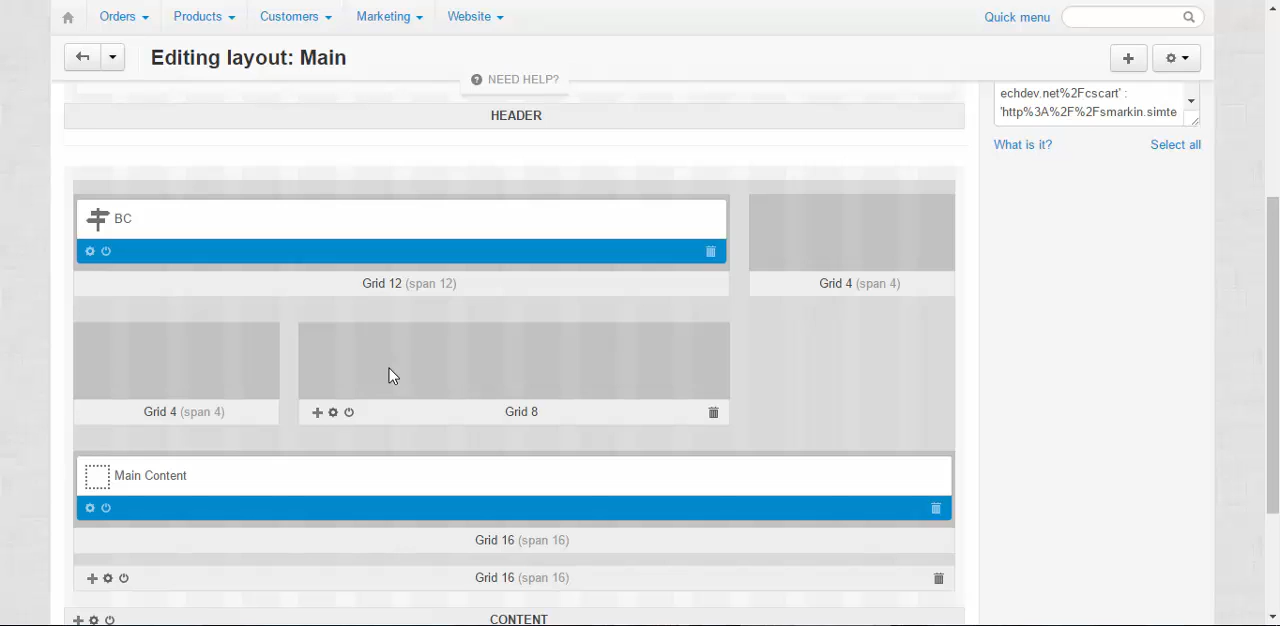 Orders Products Customers Marketing Website Quick menu
Editing layout: Main
NEED HELP?
echdev.net%2Fcscart' :
'http%3A%2F%2Fsmarkin.simte
HEADER
What is it? Select all
BC
Grid 12 (span 12) Grid 4 (span 4)
Grid 4 (span 4) Grid 8
Main Content
Grid 16 (span 16)
Grid 16 (span 16)
CONTENT